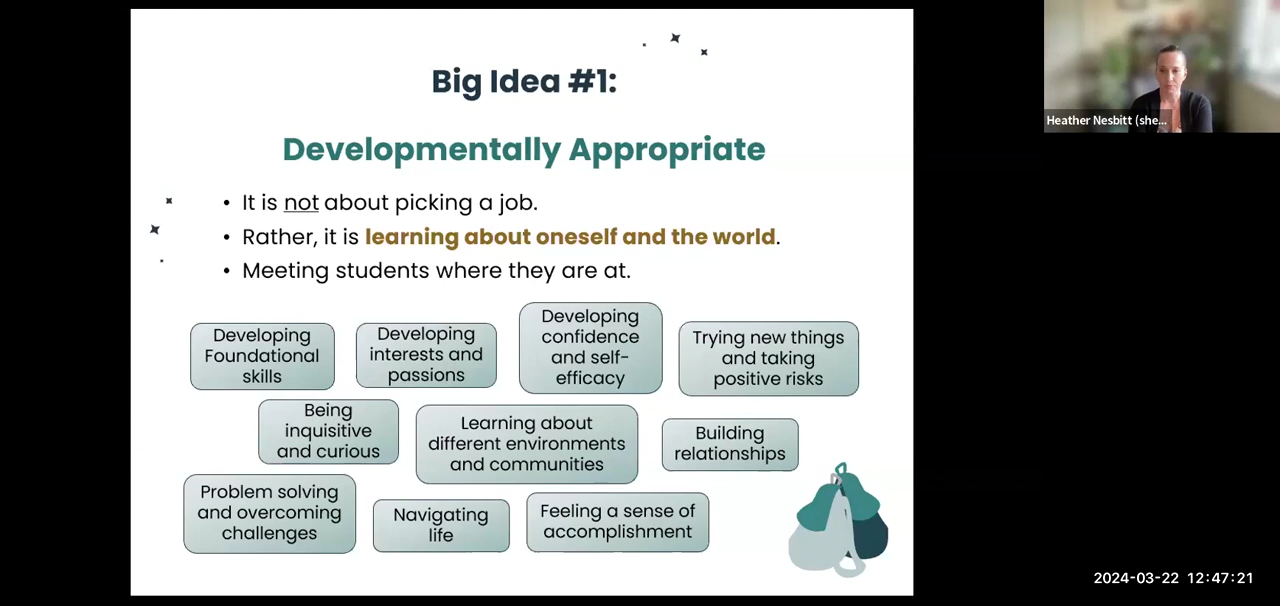 Big Idea #1:
Developmentally Appropriate
• It is not about picking a job.
• Rather, it is learning about oneself and the world.
• Meeting students where they are at.
Developing
Foundational
skills
Developing
interests and
passions
Developing
confidence
and self-
efficacy
Trying new things
and taking
positive risks
Being
inquisitive
and curious
Learning about
different environments
and communities
Building
relationships
Problem solving
and overcoming
challenges
Navigating
life
Feeling a sense of
accomplishment
Heather Nesbitt (she...
2024-03-22 12:47:21